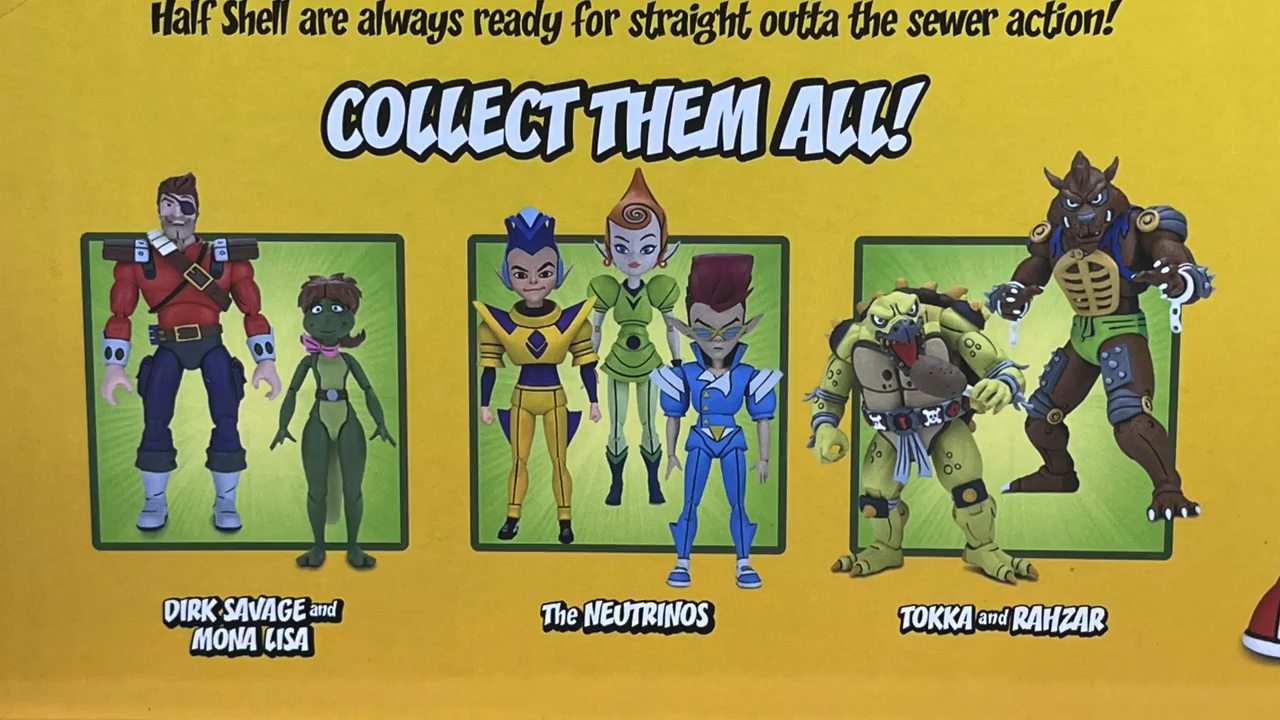 Half Shell are always ready for straight outta the sewer action!
COLLECT THEM ALL!
DIRK SAVAGE and
MONA LISA
The NEUTRINOS
TOKKA and RAHZAR